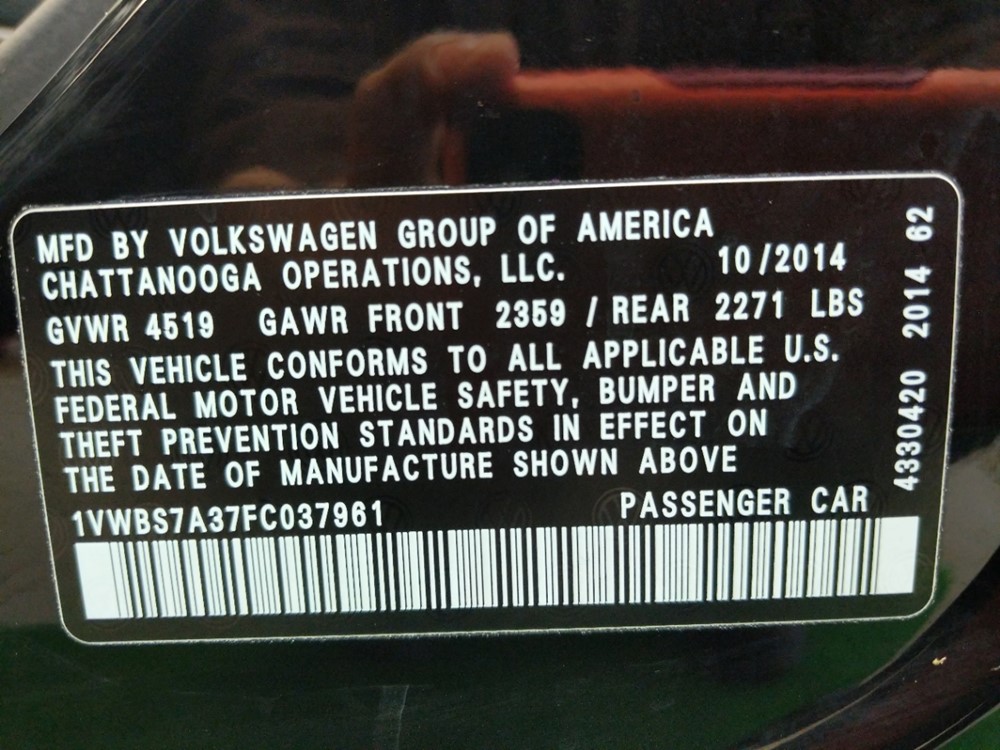 MFD BY VOLKSWAGEN GROUP OF AMERICA
CHATTANOOGA OPERATIONS, LLC. 10/2014
GVWR 4519 GAWR FRONT 2359 / REAR 2271 LBS
THIS VEHICLE CONFORMS TO ALL APPLICABLE U.S.
FEDERAL MOTOR VEHICLE SAFETY, BUMPER AND
THEFT PREVENTION STANDARDS IN EFFECT ON
THE DATE OF MANUFACTURE SHOWN ABOVE
1VWBS7A37FC037961 PASSENGER CAR
4330420 2014 62